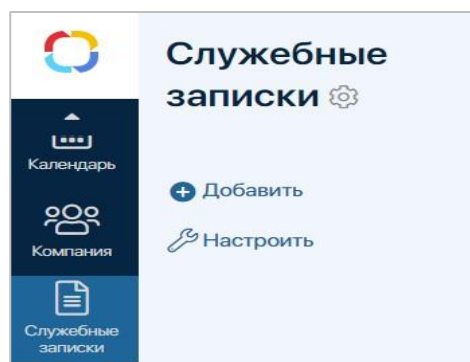 Служебные
записки
Календарь
Компания
Служебные
записки
Добавить
Настроить